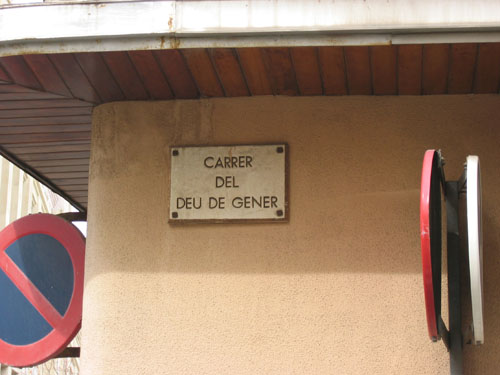 CARRER
DEL
DEU DE GENER